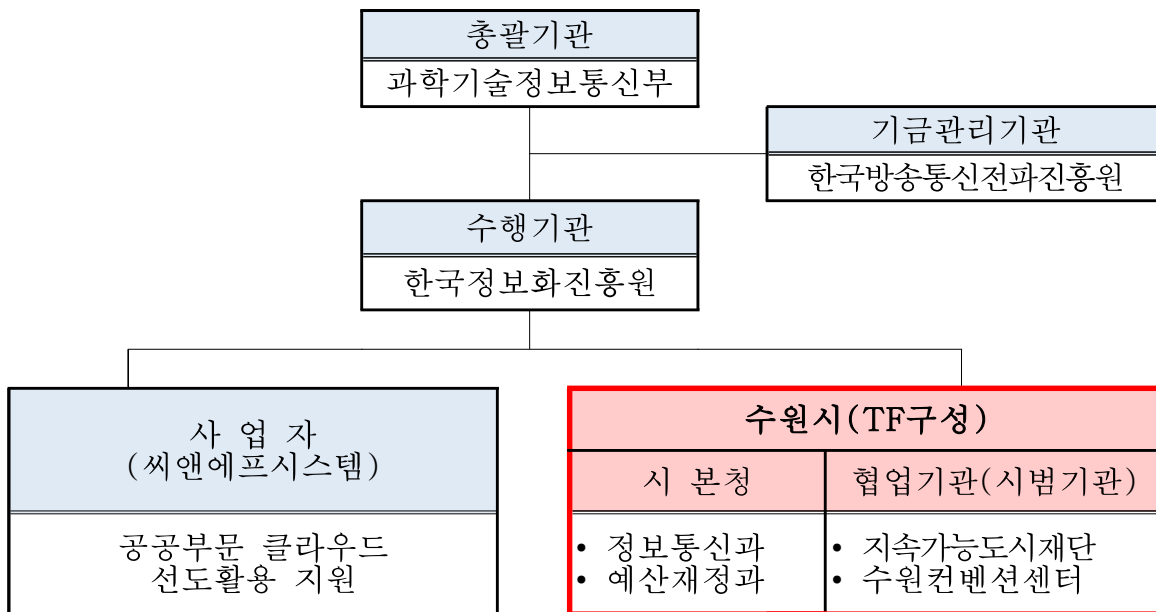 총괄기관
과학기술정보통신부
기금관리기관
한국방송통신전파진흥원
수행기관
한국정보화진흥원
사 업 자
(씨앤에프시스템)
공공부문 클라우드
선도활용 지원
수원시(TF구성)
시 본청
협업기관(시범기관)
• 정보통신과
• 예산재정과
• 지속가능도시재단
• 수원컨벤션센터